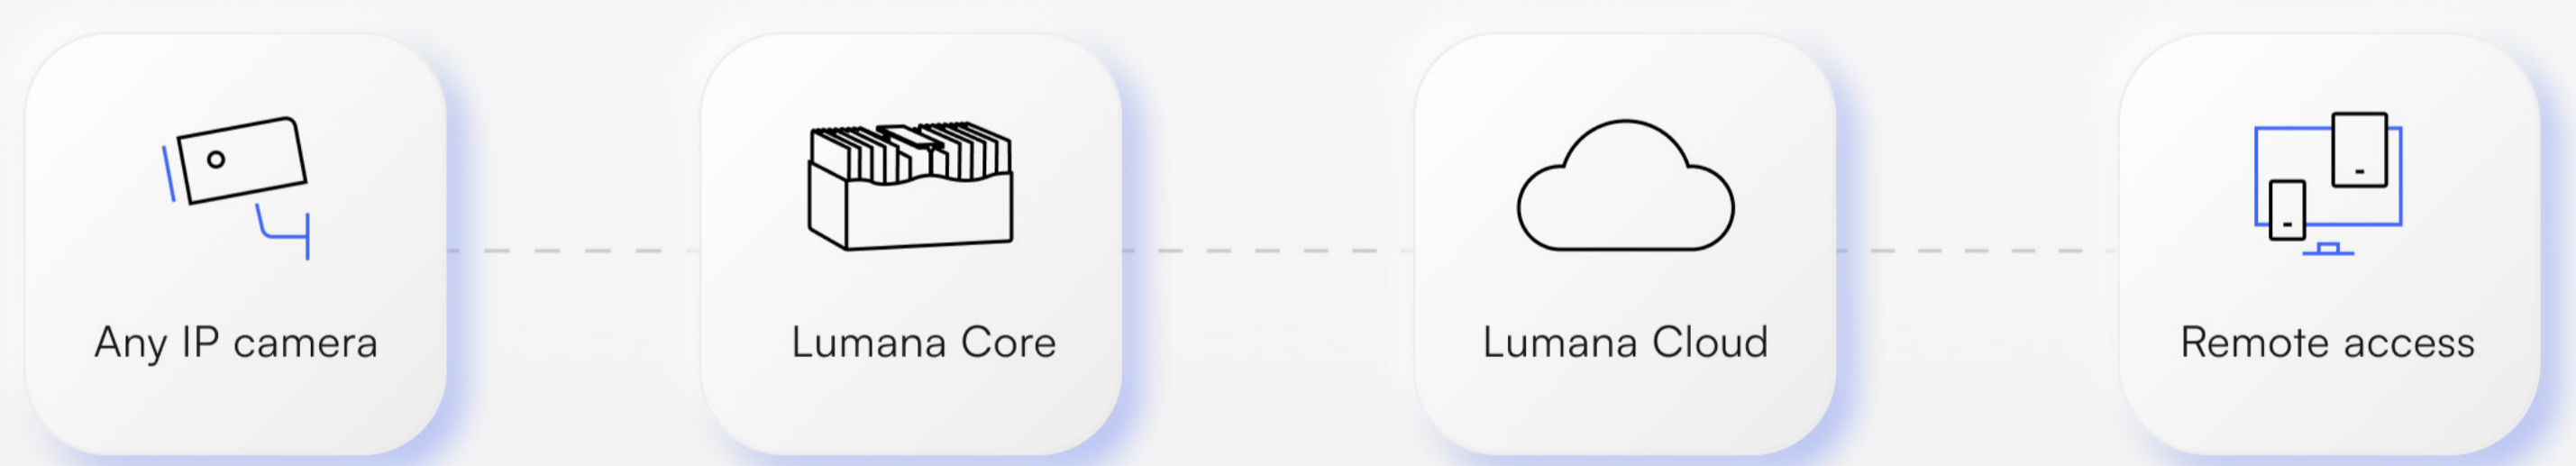 Any IP camera
Lumana Core
Lumana Cloud
Remote access